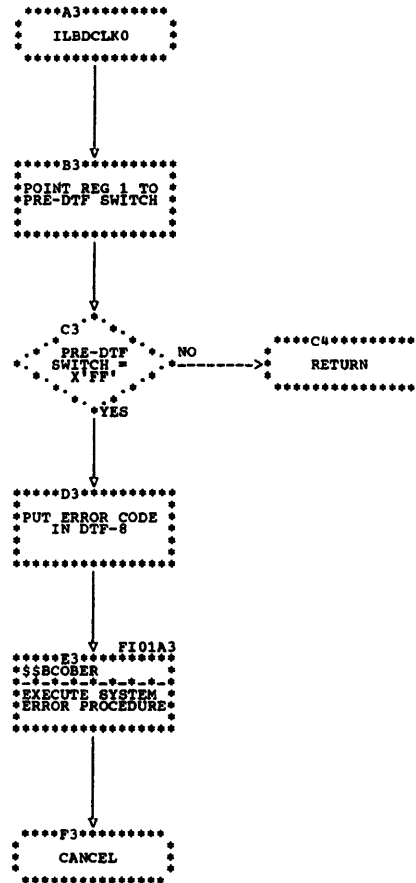 A3
ILBDCLK0
B3
POINT REG 1 TO
PRE-DTF SWITCH
C3
PRE-DTF
SWITCH =
X'FF'
NO
C4
RETURN
YES
D3
PUT ERROR CODE
IN DTF-8
FI01A3
E3
$$BCOBER
EXECUTE SYSTEM
ERROR PROCEDURE
F3
CANCEL